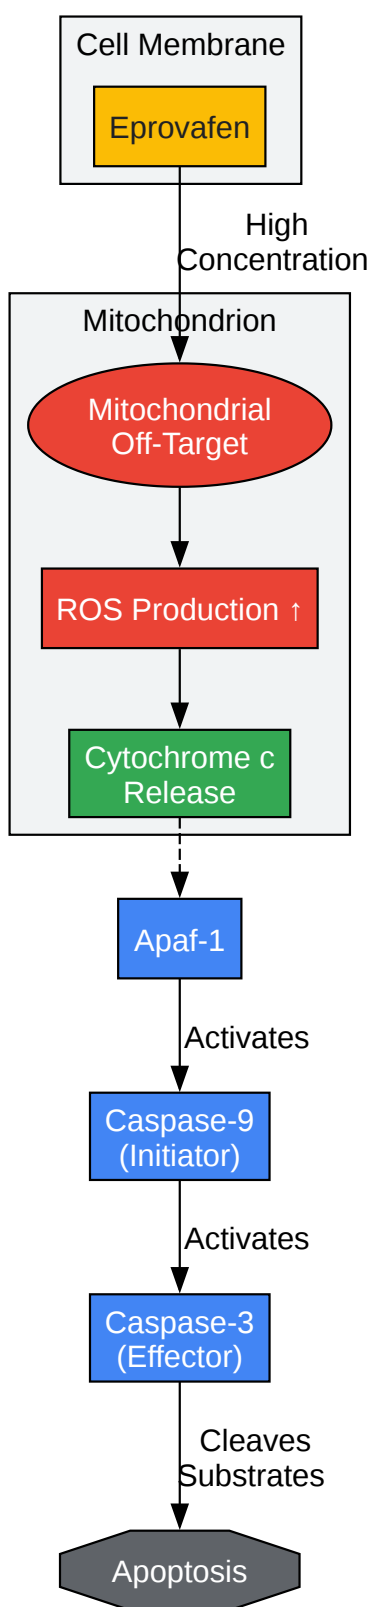 Cell Membrane
Eprovafen
High
Concentration
Mitochondrion
Mitochondrial
Off-Target
ROS Production ↑
Cytochrome c
Release
Apaf-1
Activates
Caspase-9
(Initiator)
Activates
Caspase-3
(Effector)
Cleaves
Substrates
Apoptosis